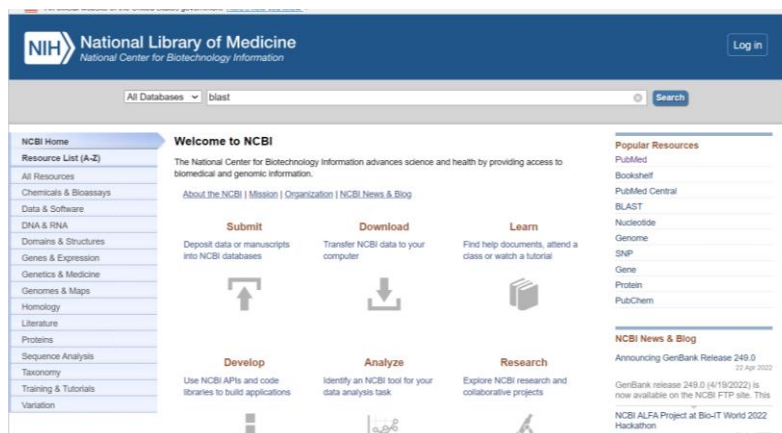 NIH National Library of Medicine
National Center for Biotechnology Information
Log in
All Databases blast Search
NCBI Home
Resource List (A-Z)
All Resources
Chemicals & Bioassays
Data & Software
DNA & RNA
Domains & Structures
Genes & Expression
Genetics & Medicine
Genomes & Maps
Homology
Literature
Proteins
Sequence Analysis
Taxonomy
Training & Tutorials
Variation
Welcome to NCBI
The National Center for Biotechnology Information advances science and health by providing access to
biomedical and genomic information.
About the NCBI | Mission | Organization | NCBI News & Blog
Submit
Deposit data or manuscripts
into NCBI databases
Download
Transfer NCBI data to your
computer
Learn
Find help documents, attend a
class or watch a tutorial
Develop
Use NCBI APIs and code
libraries to build applications
Analyze
Identify an NCBI tool for your
data analysis task
Research
Explore NCBI research and
collaborative projects
Popular Resources
PubMed
Bookshelf
PubMed Central
BLAST
Nucleotide
Genome
SNP
Gene
Protein
PubChem
NCBI News & Blog
Announcing GenBank Release 249.0
22 Apr 2022
GenBank release 249.0 (4/19/2022) is
now available on the NCBI FTP site. This
NCBI ALFA Project at Bio-IT World 2022
Hackathon